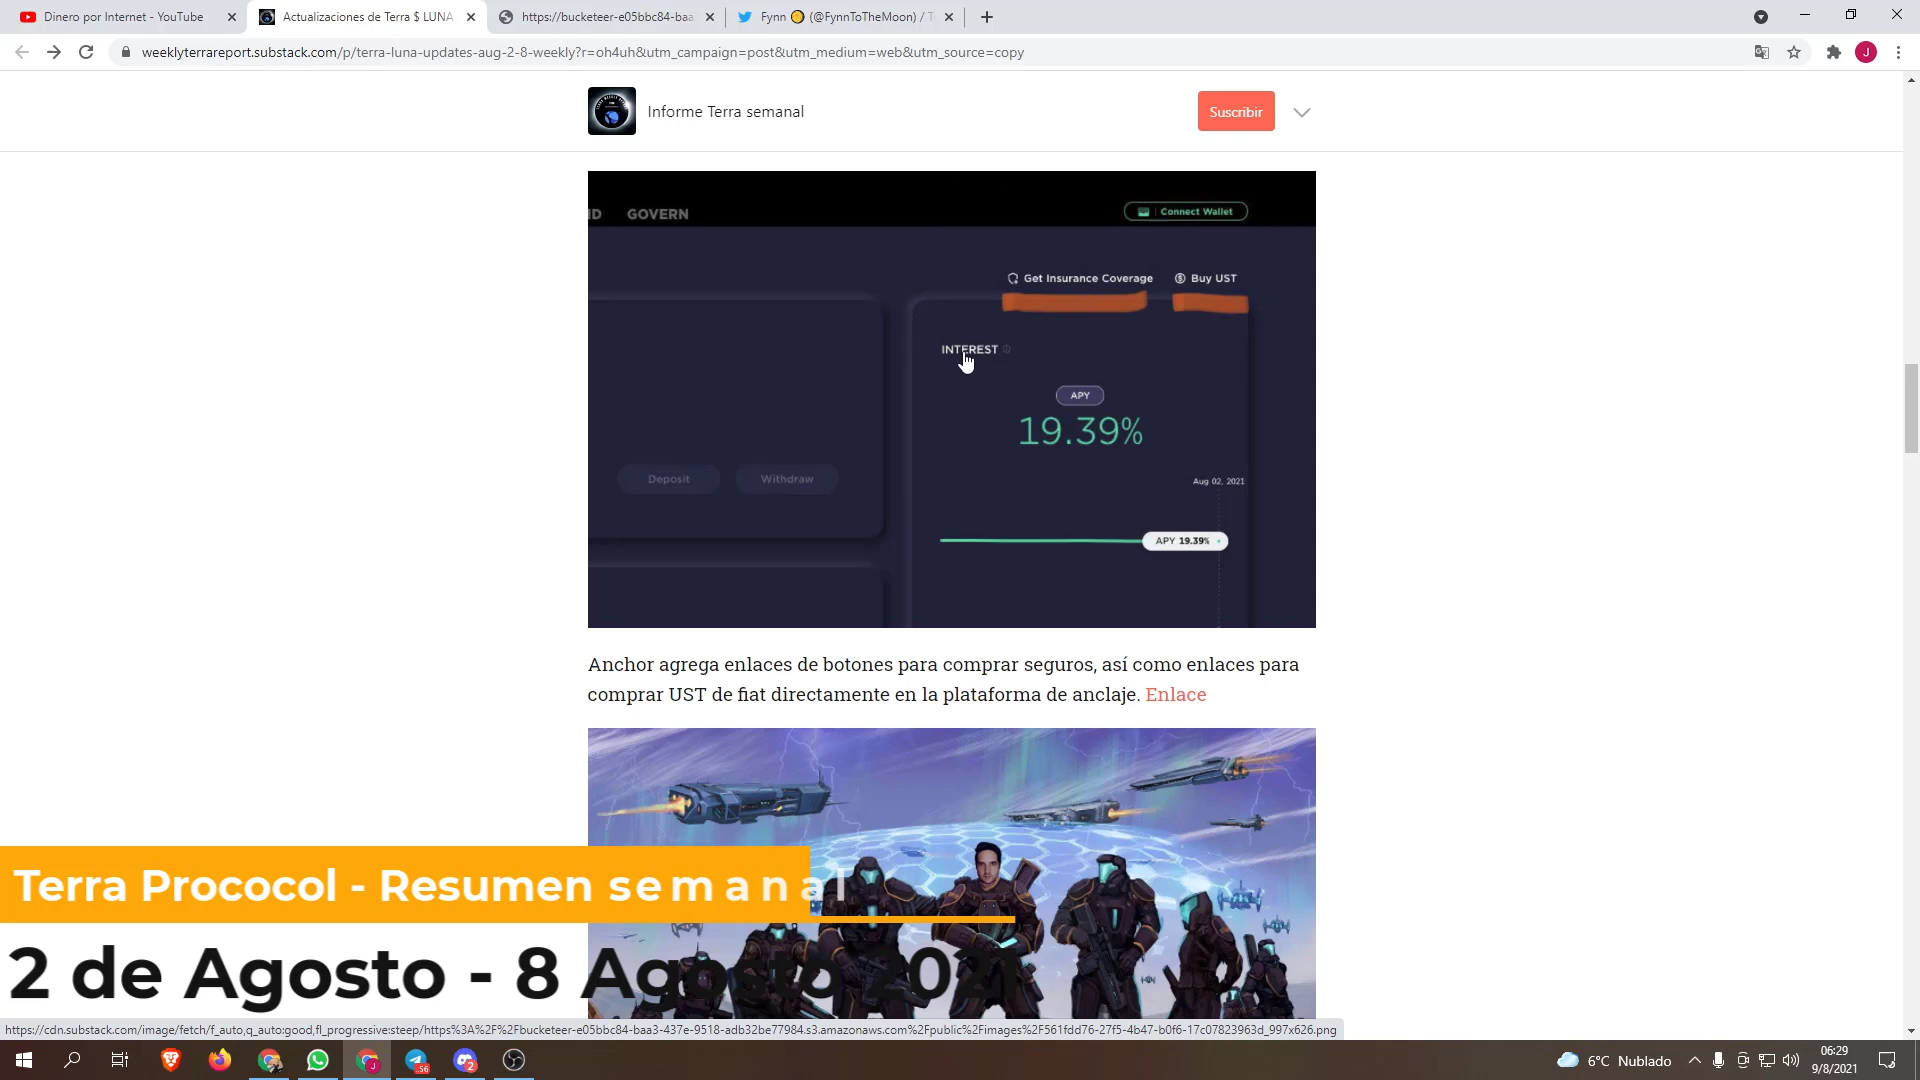 Dinero por Internet - YouTube
Actualizaciones de Terra $ LUNA
https://bucketeer-e05bbc84-baa
Fynn (@FynnToTheMoon) / T
weeklyterrareport.substack.com/p/terra-luna-updates-aug-2-8-weekly?r=oh4uh&utm_campaign=post&utm_medium=web&utm_source=copy
J
Informe Terra semanal
Suscribir
GOVERN
Connect Wallet
Get Insurance Coverage
Buy UST
INTEREST
APY
19.39%
Deposit
Withdraw
Aug 02, 2021
APY 19.39%
Anchor agrega enlaces de botones para comprar seguros, así como enlaces para
comprar UST de fiat directamente en la plataforma de anclaje. Enlace
Terra Prococol - Resumen semanal
2 de Agosto - 8 Agosto 2021
https://cdn.substack.com/image/fetch/f_auto,q_auto:good,fl_progressive:steep/https%3A%2F%2Fbucketeer-e05bbc84-baa3-437e-9518-adb32be77984.s3.amazonaws.com%2Fpublic%2Fimages%2F561fdd76-27f5-4b47-b0f6-17c07823963d_997x626.png
J
56
2
6°C Nublado
06:29
9/8/2021